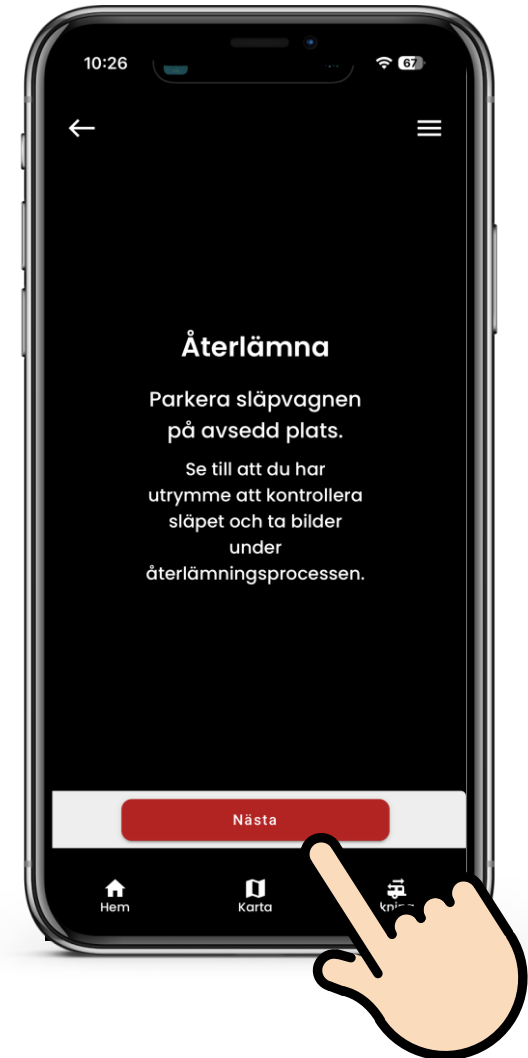 10:26
67
Återlämna
Parkera släpvagnen
på avsedd plats.
Se till att du har
utrymme att kontrollera
släpet och ta bilder
under
återlämningsprocessen.
Nästa
Hem
Karta